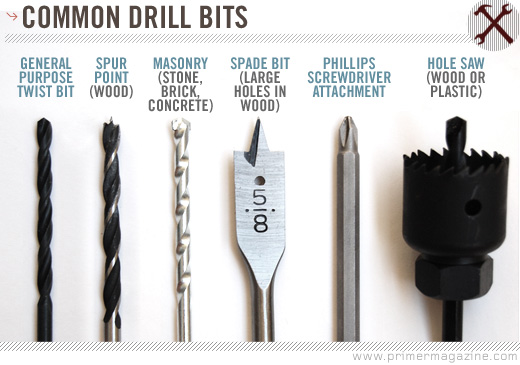 COMMON DRILL BITS
GENERAL
PURPOSE
TWIST BIT
SPUR
POINT
(WOOD)
MASONRY
(STONE,
BRICK,
CONCRETE)
SPADE BIT
(LARGE
HOLES IN
WOOD)
PHILLIPS
SCREWDRIVER
ATTACHMENT
HOLE SAW
(WOOD OR
PLASTIC)
5
8
www.primermagazine.com